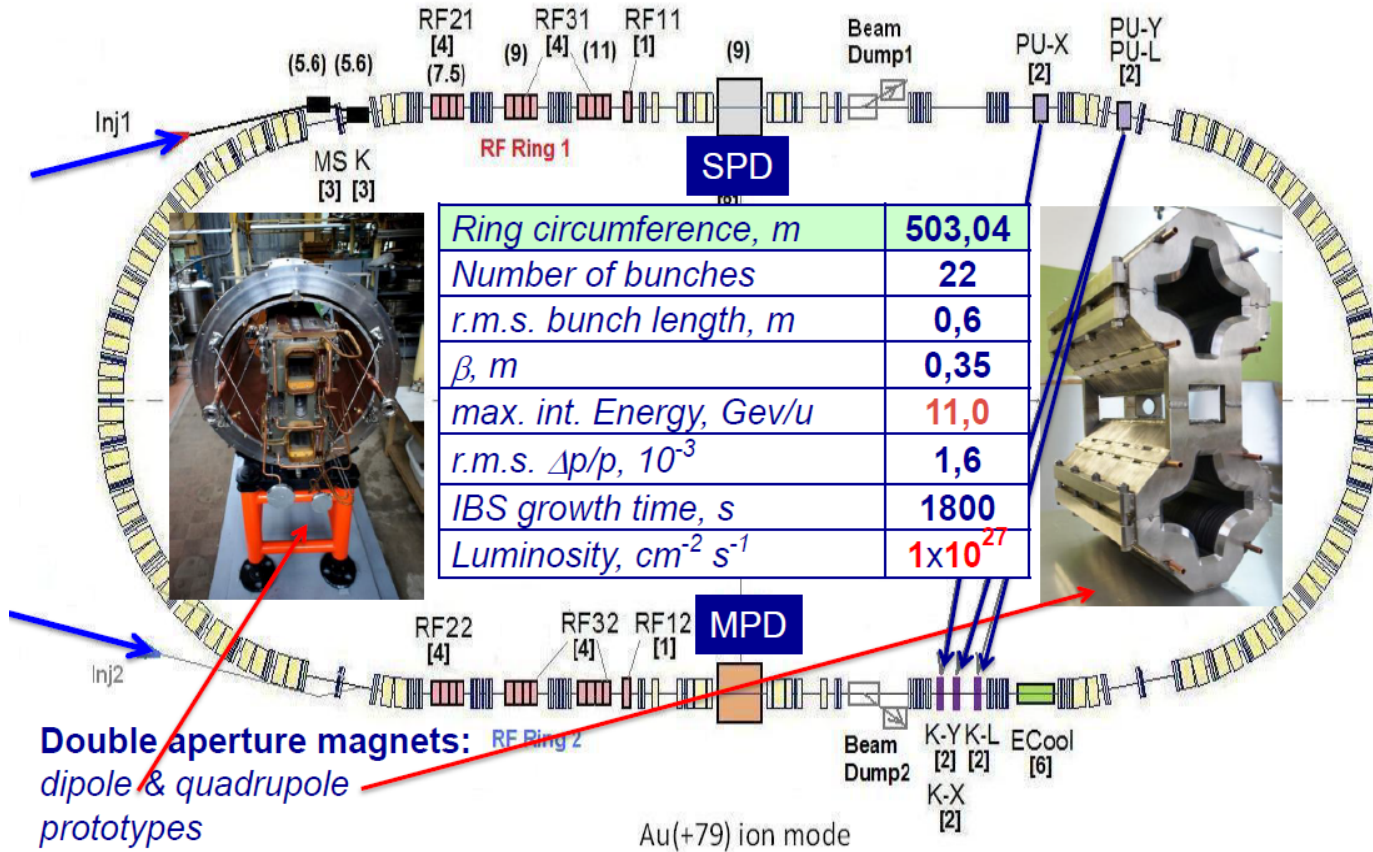 RF21
[4]
(7.5)
RF31
(9) [4] (11)
RF11
[1]
(9)
Beam
Dump1
PU-X
[2]
PU-Y
PU-L
[2]
(5.6) (5.6)
Inj1
MS K
[3] [3]
RF Ring 1
SPD
Ring circumference, m 503,04
Number of bunches 22
r.m.s. bunch length, m 0,6
β, m 0,35
max. int. Energy, Gev/u 11,0
r.m.s. Δp/p, 10-3 1,6
IBS growth time, s 1800
Luminosity, cm-2 s-1 1x1027
MPD
RF22
[4]
RF32
[4]
RF12
[1]
Inj2
RF Ring 2
Beam
Dump2
K-Y K-L
[2] [2]
K-X
[2]
ECool
[6]
Double aperture magnets:
dipole & quadrupole
prototypes
Au(+79) ion mode